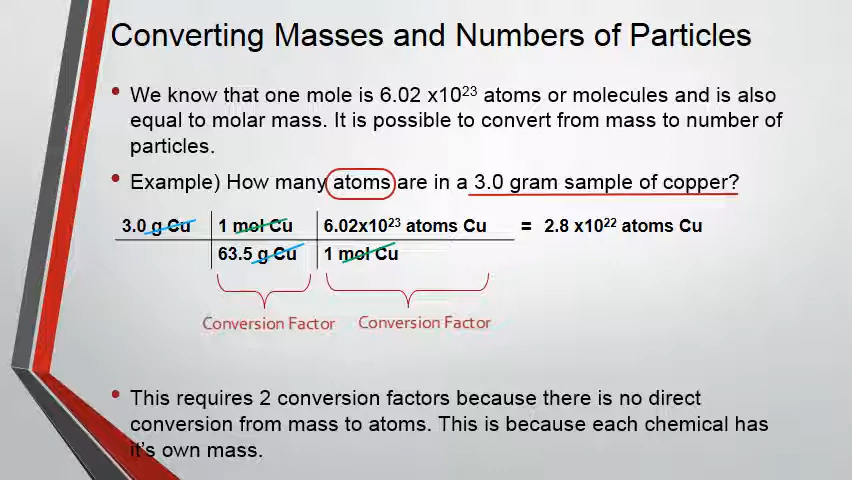 Converting Masses and Numbers of Particles
• We know that one mole is 6.02 x10²³ atoms or molecules and is also
equal to molar mass. It is possible to convert from mass to number of
particles.
• Example) How many atoms are in a 3.0 gram sample of copper?
3.0 g Cu 1 mol Cu 6.02x10²³ atoms Cu = 2.8 x10²² atoms Cu
63.5 g Cu 1 mol Cu
Conversion Factor Conversion Factor
• This requires 2 conversion factors because there is no direct
conversion from mass to atoms. This is because each chemical has
it's own mass.